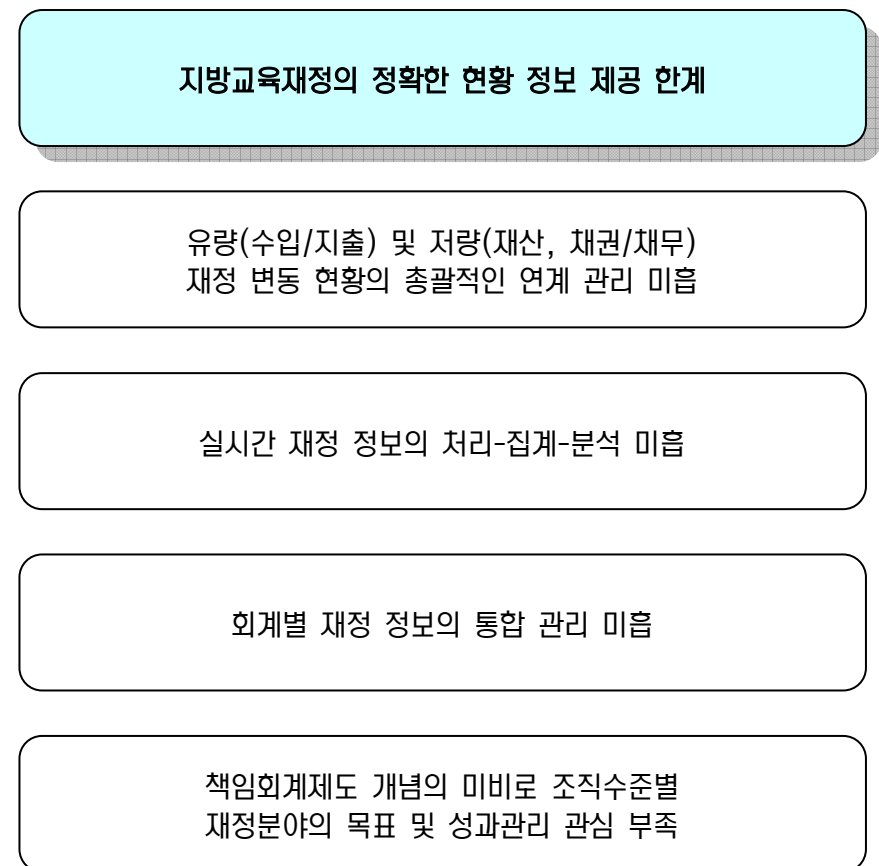 지방교육재정의 정확한 현황 정보 제공 한계
유량(수입/지출) 및 저량(재산, 채권/채무)
재정 변동 현황의 총괄적인 연계 관리 미흡
실시간 재정 정보의 처리-집계-분석 미흡
회계별 재정 정보의 통합 관리 미흡
책임회계제도 개념의 미비로 조직수준별
재정분야의 목표 및 성과관리 관심 부족